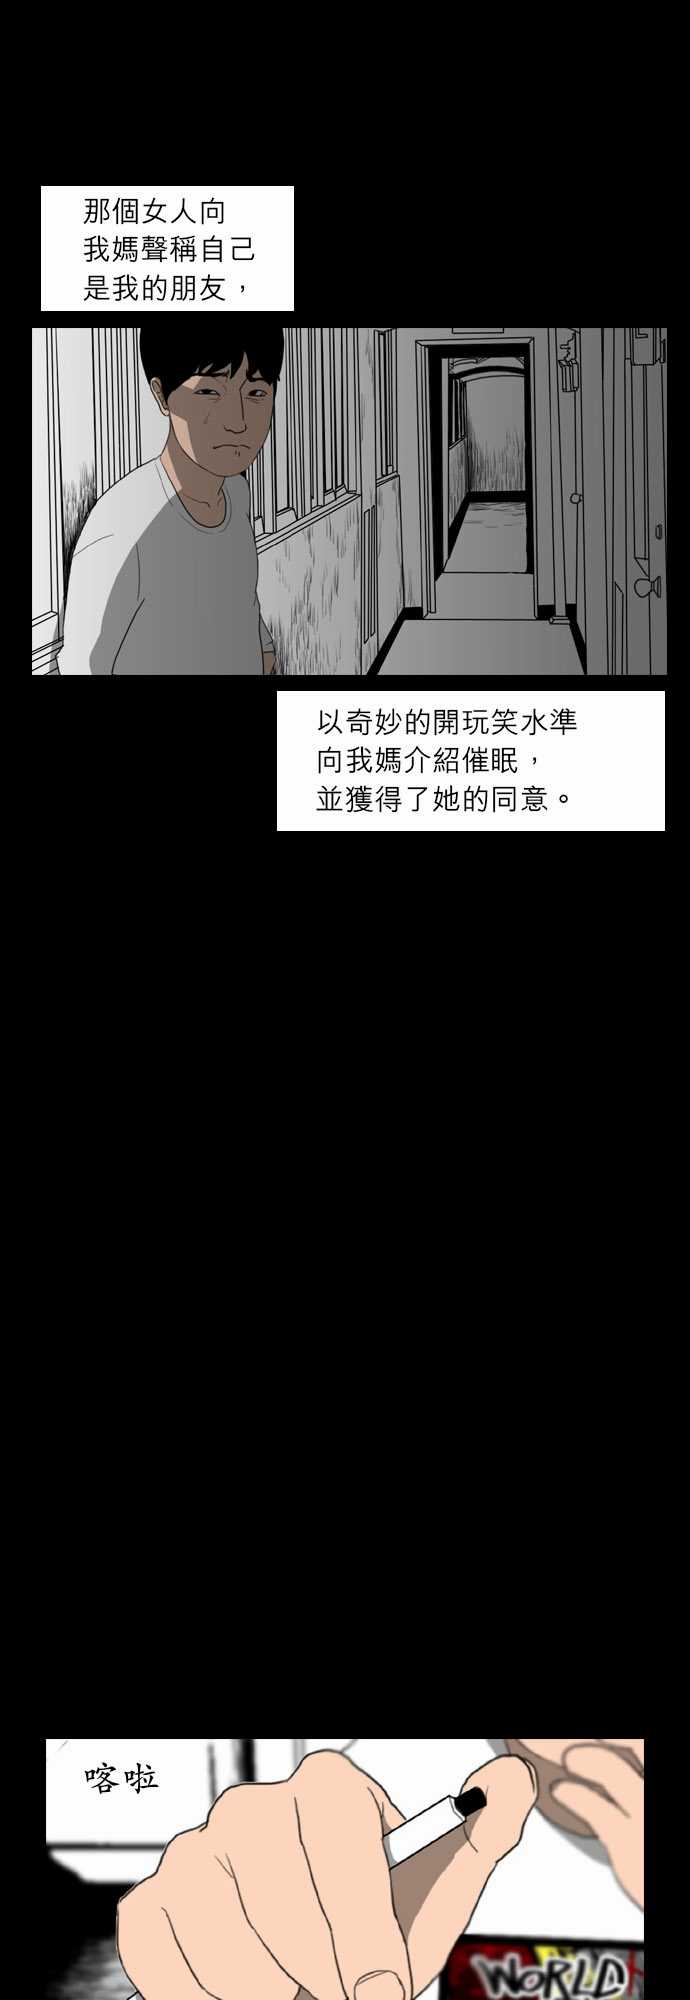 那個女人向
我媽聲稱自己
是我的朋友，
以奇妙的開玩笑水準
向我媽介紹催眠，
並獲得了她的同意。
喀啦
WORLD